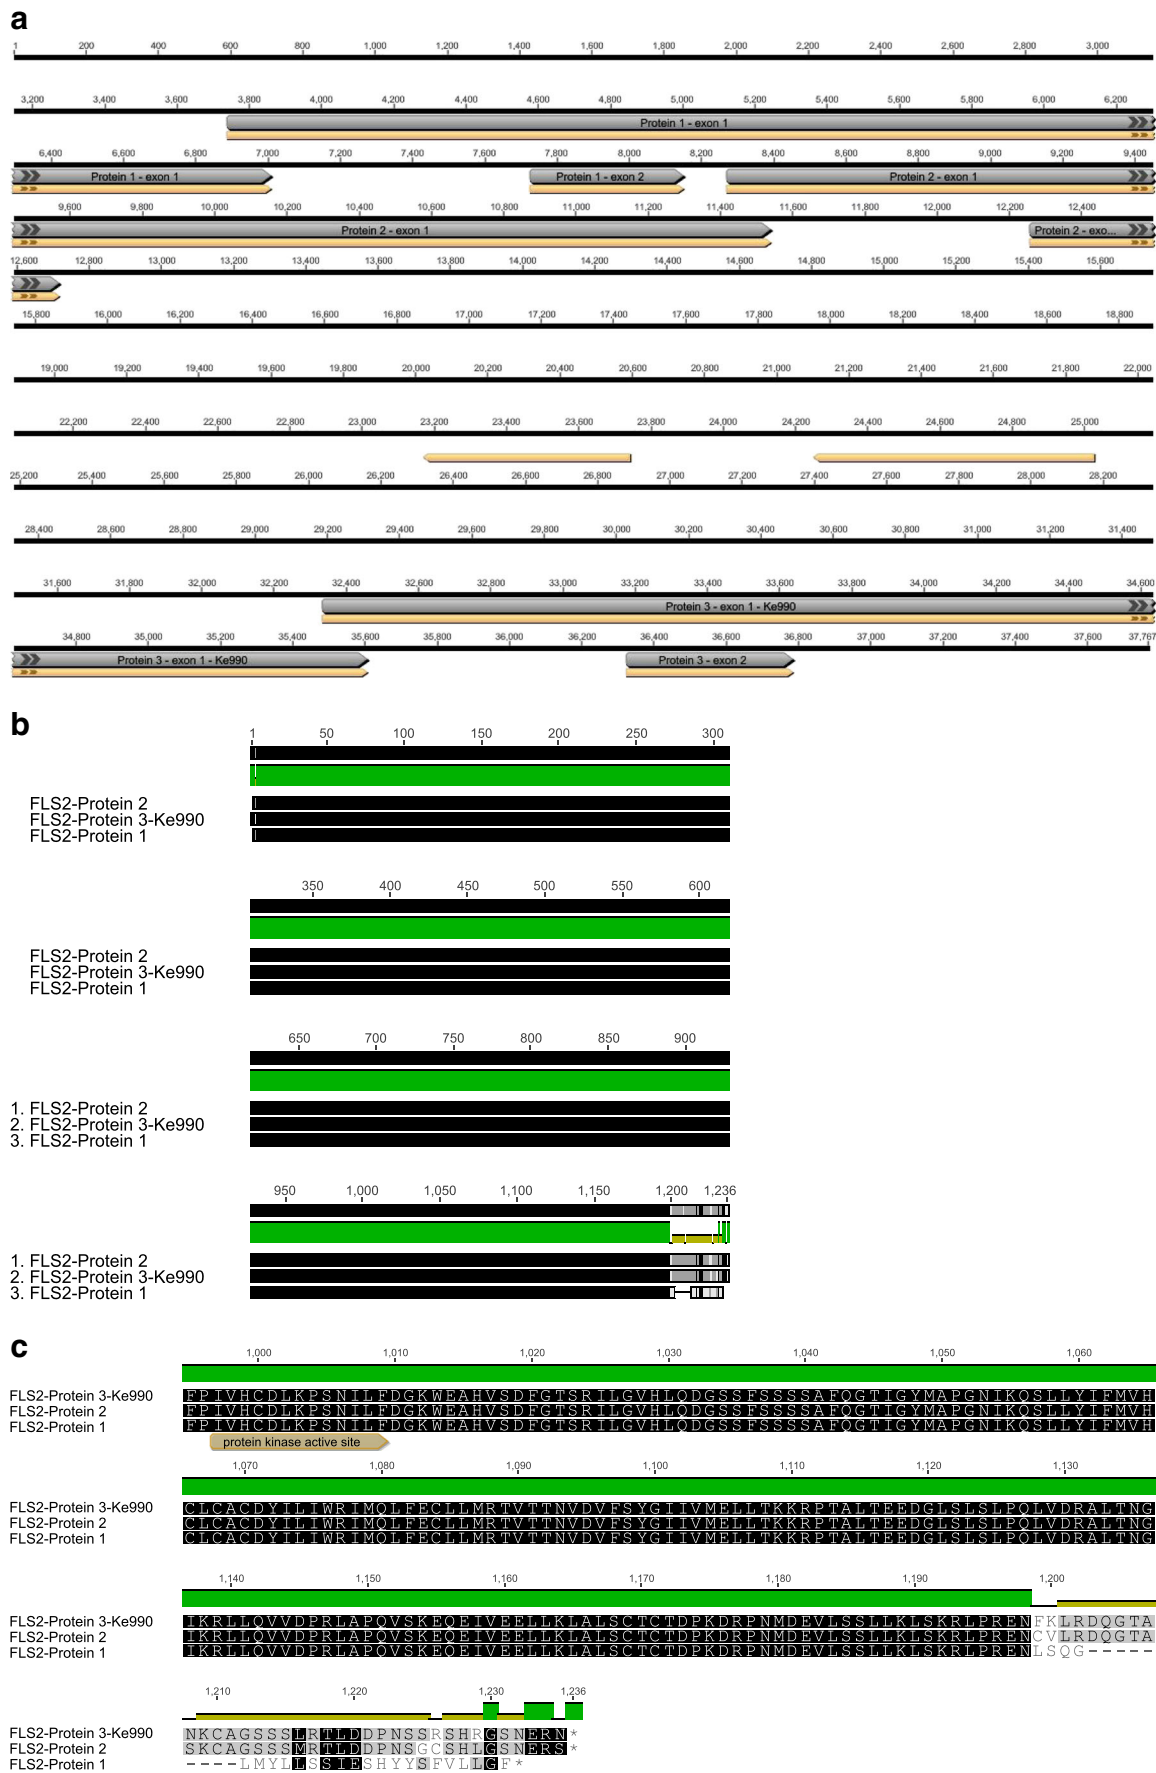 a
1 200 400 600 800 1,000 1,200 1,400 1,600 1,800 2,000 2,200 2,400 2,600 2,800 3,000
3,200 3,400 3,600 3,800 4,000 4,200 4,400 4,600 4,800 5,000 5,200 5,400 5,600 5,800 6,000 6,200
Protein 1 - exon 1
6,400 6,600 6,800 7,000 7,200 7,400 7,600 7,800 8,000 8,200 8,400 8,600 8,800 9,000 9,200 9,400
Protein 1 - exon 1 Protein 1 - exon 2 Protein 2 - exon 1
9,600 9,800 10,000 10,200 10,400 10,600 10,800 11,000 11,200 11,400 11,600 11,800 12,000 12,200 12,400
Protein 2 - exon 1 Protein 2 - exo...
12,600 12,800 13,000 13,200 13,400 13,600 13,800 14,000 14,200 14,400 14,600 14,800 15,000 15,200 15,400 15,600
15,800 16,000 16,200 16,400 16,600 16,800 17,000 17,200 17,400 17,600 17,800 18,000 18,200 18,400 18,600 18,800
19,000 19,200 19,400 19,600 19,800 20,000 20,200 20,400 20,600 20,800 21,000 21,200 21,400 21,600 21,800 22,000
22,200 22,400 22,600 22,800 23,000 23,200 23,400 23,600 23,800 24,000 24,200 24,400 24,600 24,800 25,000
25,200 25,400 25,600 25,800 26,000 26,200 26,400 26,600 26,800 27,000 27,200 27,400 27,600 27,800 28,000 28,200
28,400 28,600 28,800 29,000 29,200 29,400 29,600 29,800 30,000 30,200 30,400 30,600 30,800 31,000 31,200 31,400
31,600 31,800 32,000 32,200 32,400 32,600 32,800 33,000 33,200 33,400 33,600 33,800 34,000 34,200 34,400 34,600
Protein 3 - exon 1 - Ke990
34,800 35,000 35,200 35,400 35,600 35,800 36,000 36,200 36,400 36,600 36,800 37,000 37,200 37,400 37,600 37,767
Protein 3 - exon 1 - Ke990 Protein 3 - exon 2
b
1 50 100 150 200 250 300
FLS2-Protein 2
FLS2-Protein 3-Ke990
FLS2-Protein 1
350 400 450 500 550 600
FLS2-Protein 2
FLS2-Protein 3-Ke990
FLS2-Protein 1
650 700 750 800 850 900
1. FLS2-Protein 2
2. FLS2-Protein 3-Ke990
3. FLS2-Protein 1
950 1,000 1,050 1,100 1,150 1,200 1,236
1. FLS2-Protein 2
2. FLS2-Protein 3-Ke990
3. FLS2-Protein 1
c
1,000 1,010 1,020 1,030 1,040 1,050 1,060
FLS2-Protein 3-Ke990 FPIVHCDLKPSNILFDGKWEAHVSDFGTSRILGVHLQDGSSFSSSSAFQGTIGYMAPGNIKQSLLYIFMVH
FLS2-Protein 2 FPIVHCDLKPSNILFDGKWEAHVSDFGTSRILGVHLQDGSSFSSSSAFQGTIGYMAPGNIKQSLLYIFMVH
FLS2-Protein 1 FPIVHCDLKPSNILFDGKWEAHVSDFGTSRILGVHLQDGSSFSSSSAFQGTIGYMAPGNIKQSLLYIFMVH
protein kinase active site
1,070 1,080 1,090 1,100 1,110 1,120 1,130
FLS2-Protein 3-Ke990 CLCACDYILIWRIMQLFECLLMRTVTTNVDVFSYGIIVMELLTKKRPTALTEEDGLSLSLPQLVDRALTNG
FLS2-Protein 2 CLCACDYILIWRIMQLFECLLMRTVTTNVDVFSYGIIVMELLTKKRPTALTEEDGLSLSLPQLVDRALTNG
FLS2-Protein 1 CLCACDYILIWRIMQLFECLLMRTVTTNVDVFSYGIIVMELLTKKRPTALTEEDGLSLSLPQLVDRALTNG
1,140 1,150 1,160 1,170 1,180 1,190 1,200
FLS2-Protein 3-Ke990 IKRLLQVVDPRLAPQVSKEQEIVEELLKLALSCTCTDPKDRPNMDEVLSSLLKLSKRLPRENFKLRDQGTA
FLS2-Protein 2 IKRLLQVVDPRLAPQVSKEQEIVEELLKLALSCTCTDPKDRPNMDEVLSSLLKLSKRLPRENCVLRDQGTA
FLS2-Protein 1 IKRLLQVVDPRLAPQVSKEQEIVEELLKLALSCTCTDPKDRPNMDEVLSSLLKLSKRLPRENLSQG-----
1,210 1,220 1,230 1,236
FLS2-Protein 3-Ke990 NKCAGSSSLRTLDDPNSSRSHRGSNERN*
FLS2-Protein 2 SKCAGSSSMRTLDDPNSGCSHLGSNERS*
FLS2-Protein 1 ----LMYLLSSIESHYYSFVLLGF*